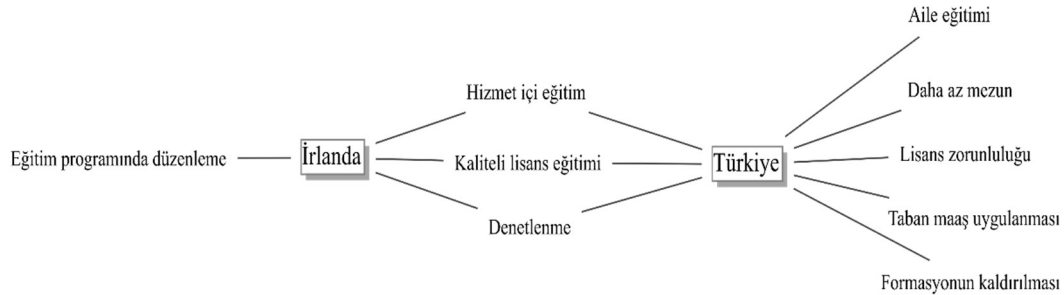 Aile eğitimi
Hizmet içi eğitim
Daha az mezun
Eğitim programında düzenleme
İrlanda
Kaliteli lisans eğitimi
Türkiye
Lisans zorunluluğu
Denetlenme
Taban maaş uygulanması
Formasyonun kaldırılması